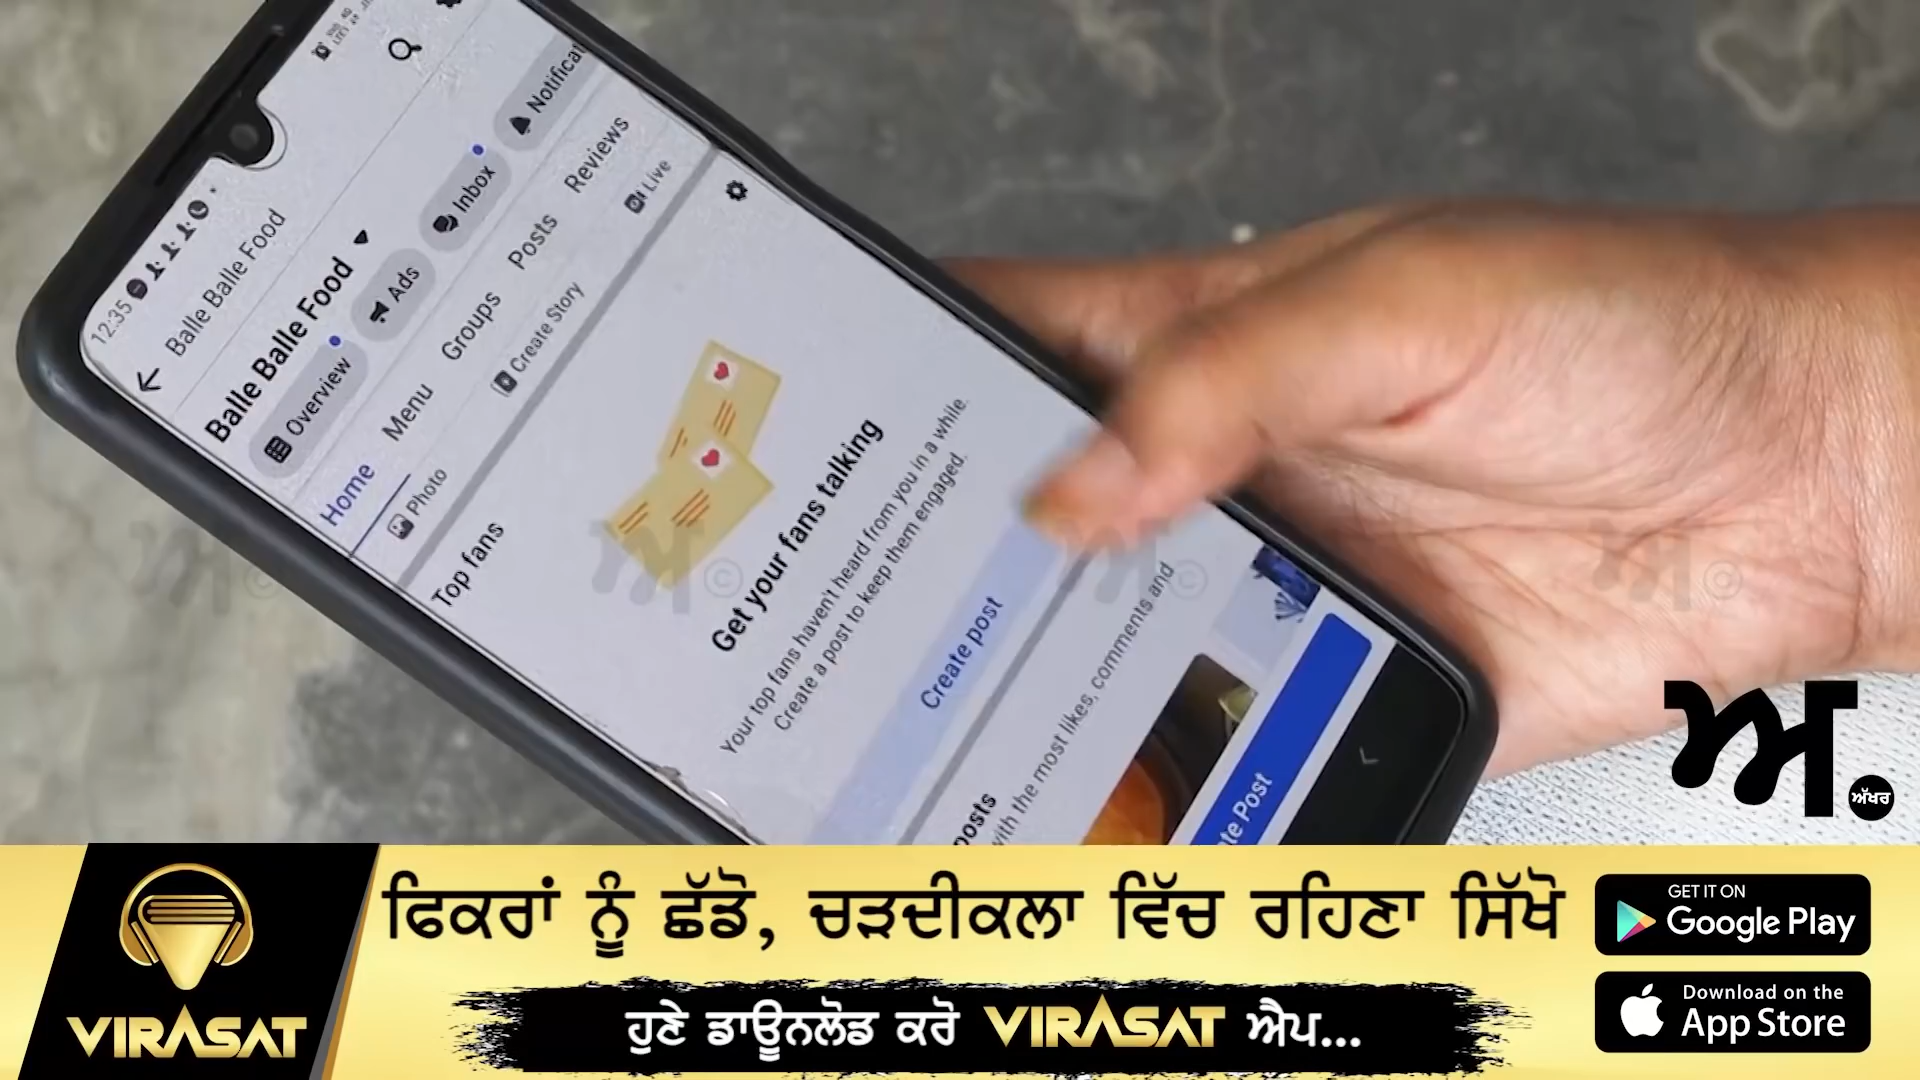 12:35
Balle Balle Food
Balle Balle Food
Overview
Ads
Inbox
Home
Menu
Groups
Posts
Reviews
Photo
Create Story
Live
Top fans
Get your fans talking
Your top fans haven't heard from you in a while.
Create a post to keep them engaged.
Create post
posts
with the most likes, comments and
ਅ
ਅੱਖਰ
VIRASAT
ਫਿਕਰਾਂ ਨੂੰ ਛੱਡੋ, ਚੜਦੀਕਲਾ ਵਿੱਚ ਰਹਿਣਾ ਸਿੱਖੋ
ਹੁਣੇ ਡਾਊਨਲੋਡ ਕਰੋ VIRASAT ਐਪ...
GET IT ON
Google Play
Download on the
App Store